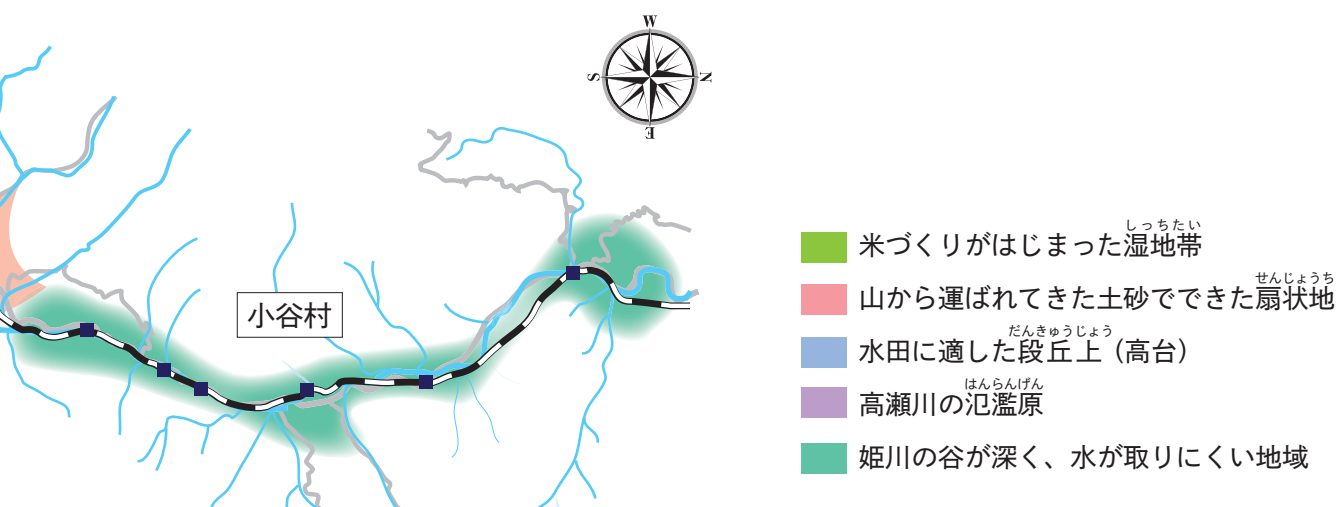 W
S
N
E
小谷村
しっちたい
米づくりがはじまった湿地帯
せんじょうち
山から運ばれてきた土砂でできた扇状地
だんきゅうじょう
水田に適した段丘上（高台）
はんらんげん
高瀬川の氾濫原
姫川の谷が深く、水が取りにくい地域